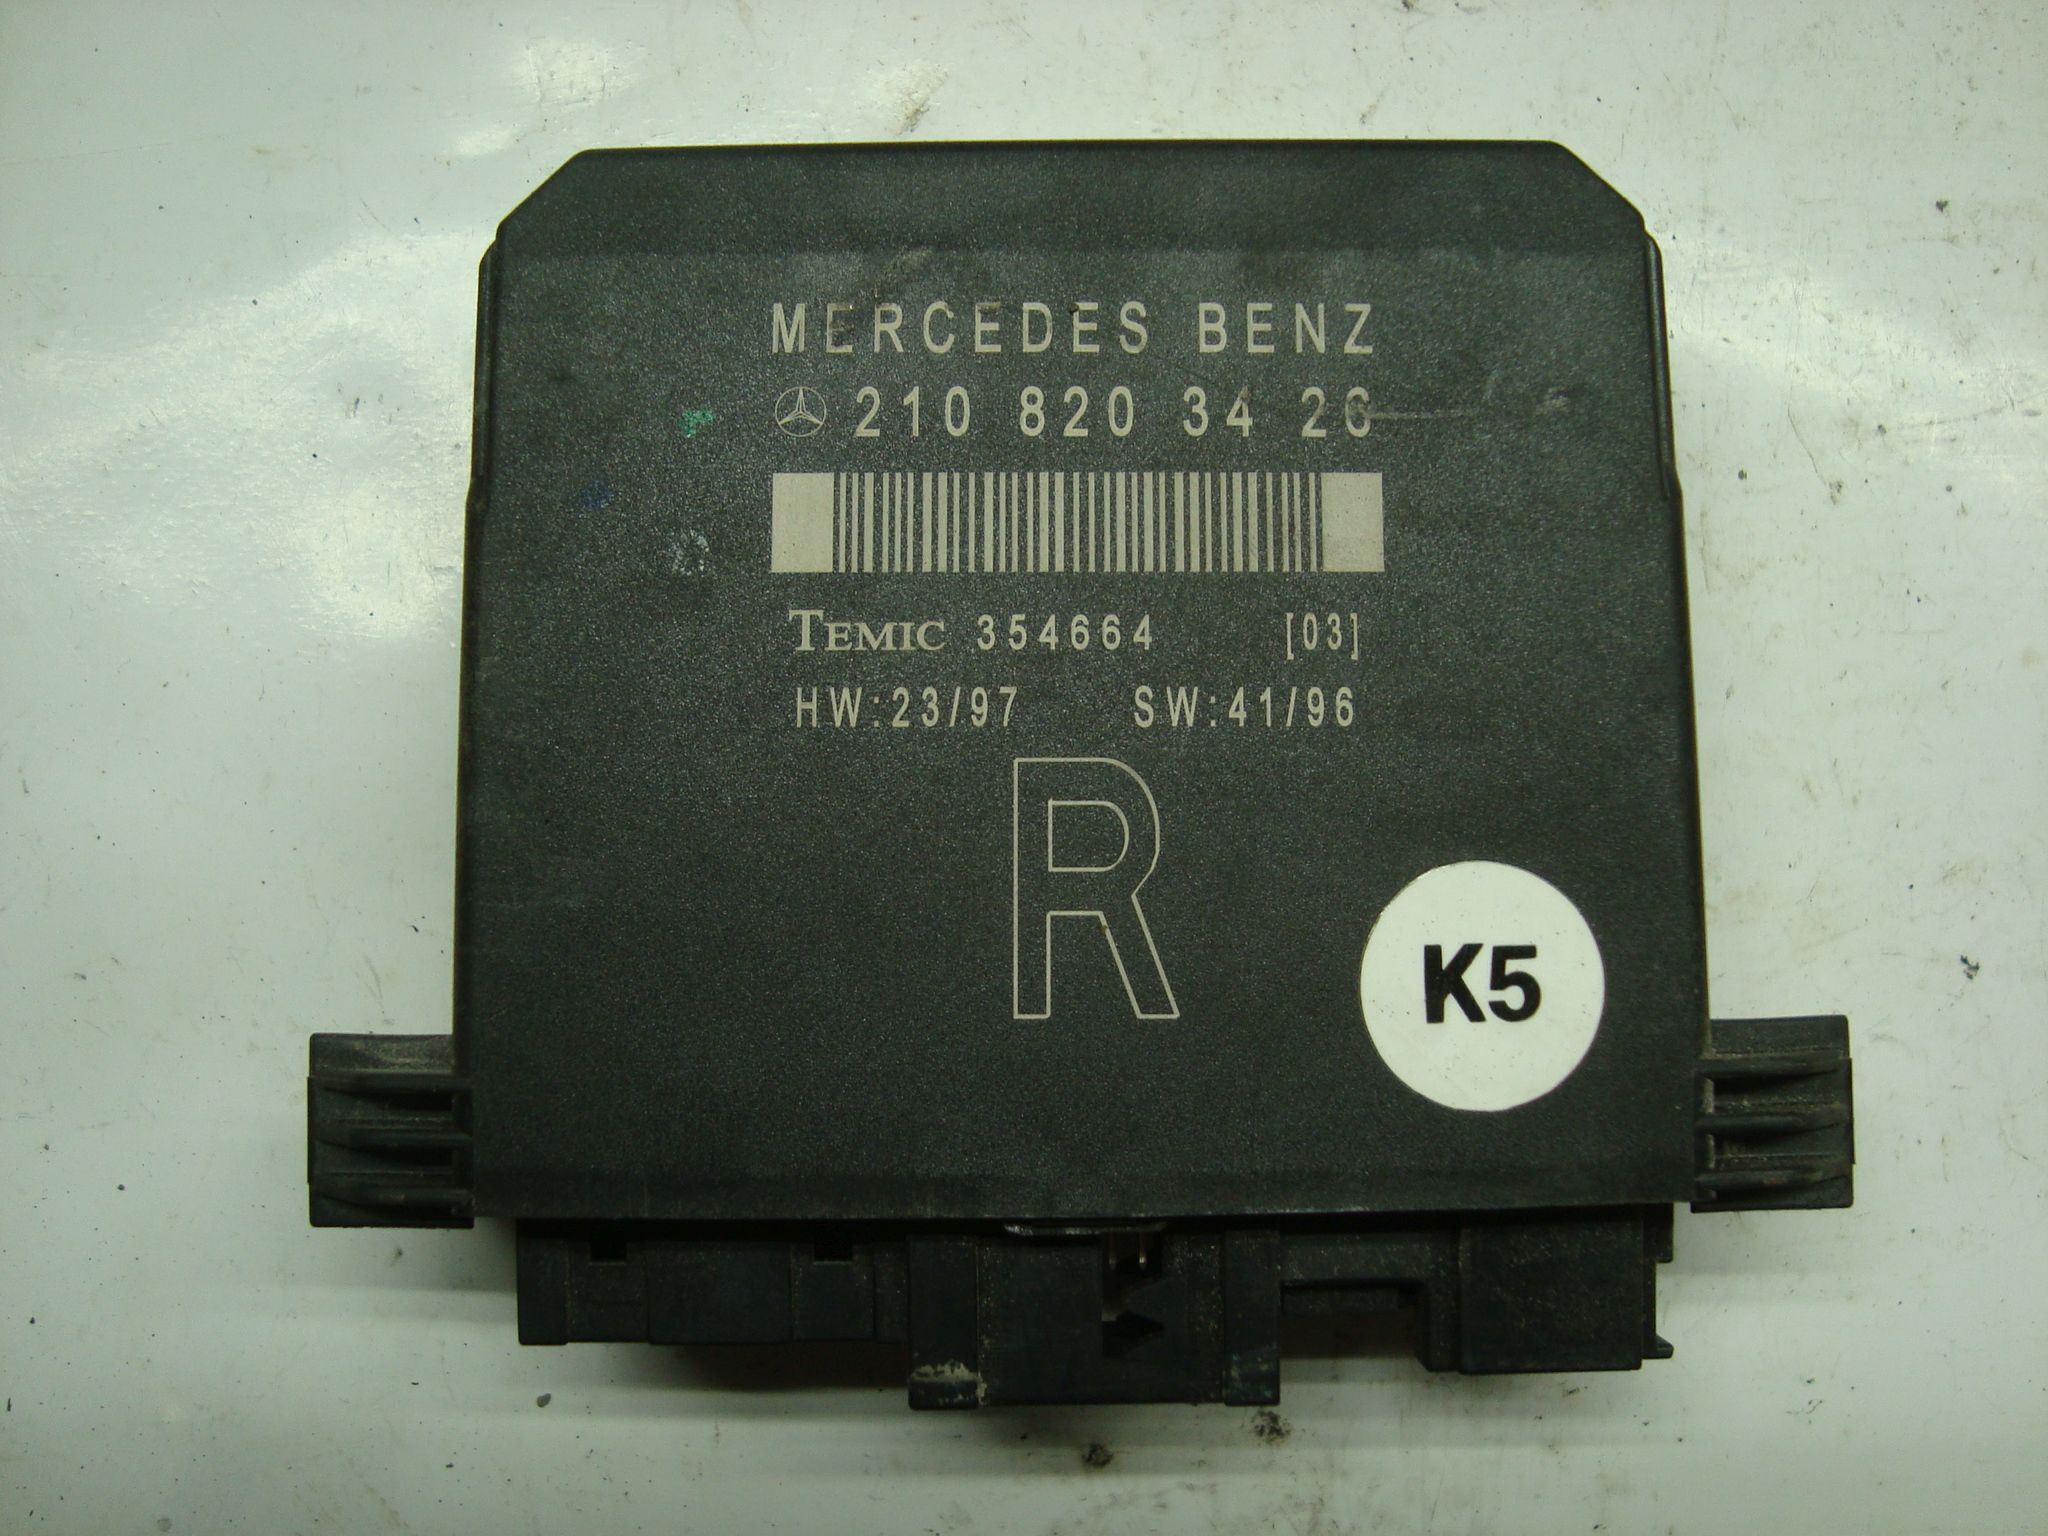 MERCEDES BENZ
210 820 34 26
TEMIC 354664 [03]
HW:23/97 SW:41/96
R
K5